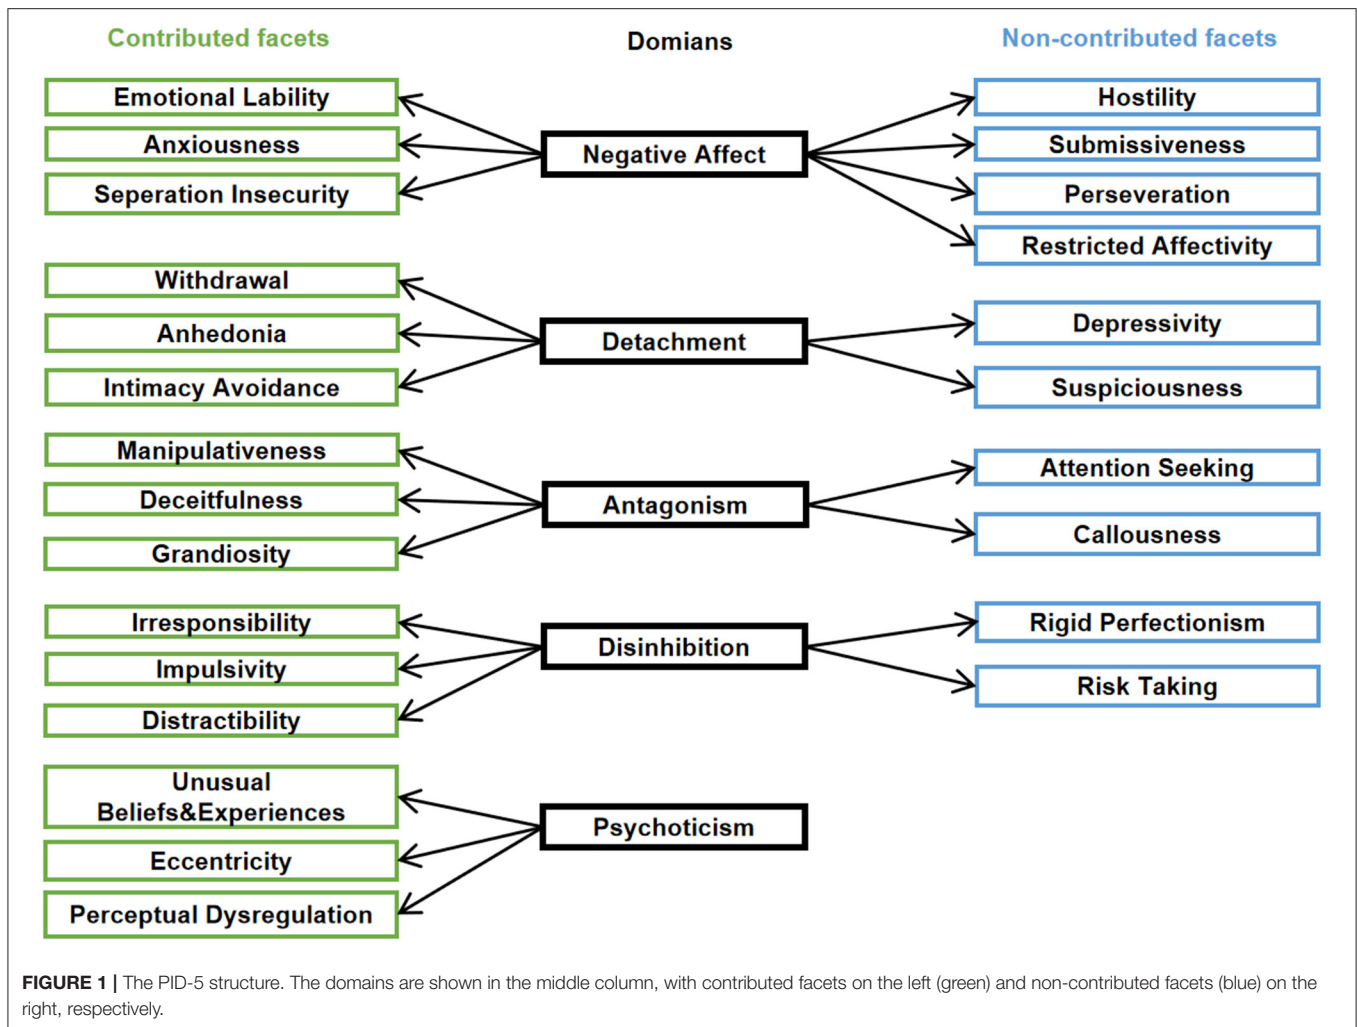 Contributed facets
Domians
Non-contributed facets
Emotional Lability
Anxiousness
Seperation Insecurity
Negative Affect
Hostility
Submissiveness
Perseveration
Restricted Affectivity
Withdrawal
Anhedonia
Intimacy Avoidance
Detachment
Depressivity
Suspiciousness
Manipulativeness
Deceitfulness
Grandiosity
Antagonism
Attention Seeking
Callousness
Irresponsibility
Impulsivity
Distractibility
Disinhibition
Rigid Perfectionism
Risk Taking
Unusual
Beliefs&Experiences
Eccentricity
Perceptual Dysregulation
Psychoticism
FIGURE 1 | The PID-5 structure. The domains are shown in the middle column, with contributed facets on the left (green) and non-contributed facets (blue) on the
right, respectively.